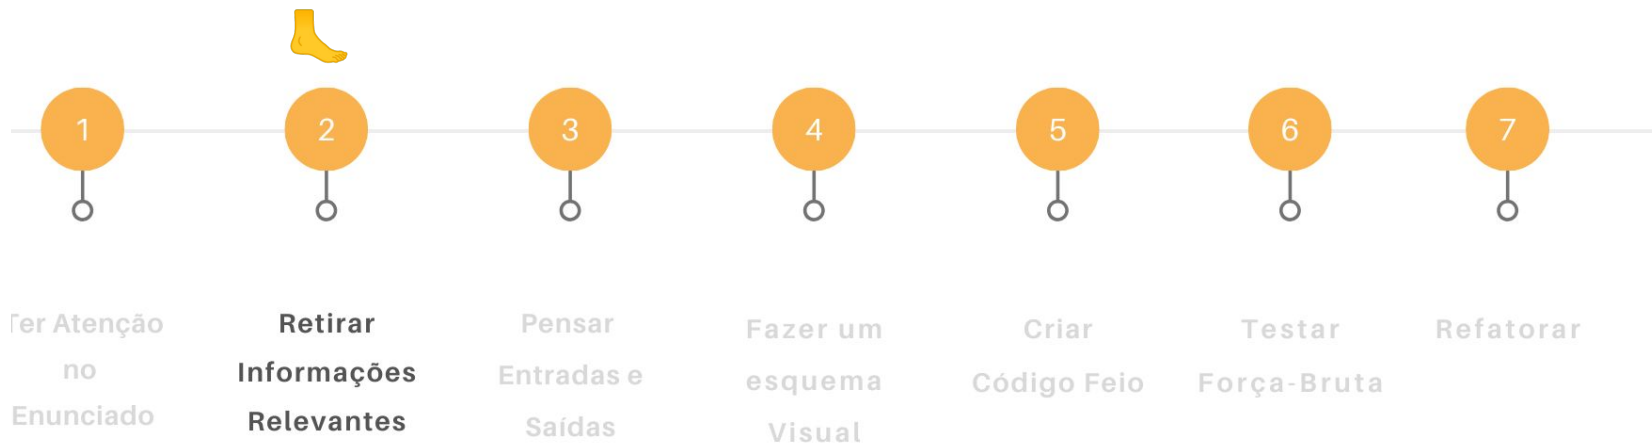 1 2 3 4 5 6 7
Ter Atenção
no
Enunciado
Retirar
Informações
Relevantes
Pensar
Entradas e
Saídas
Fazer um
esquema
Visual
Criar
Código Feio
Testar
Força-Bruta
Refatorar